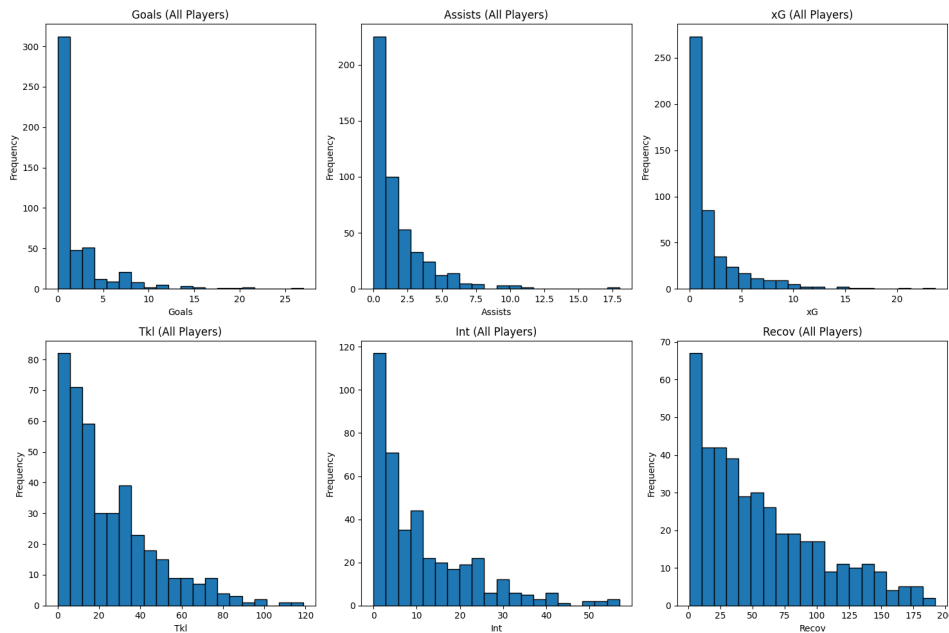 Goals (All Players)
Frequency
300
250
200
150
100
50
0
0 5 10 15 20 25
Goals
Assists (All Players)
Frequency
200
150
100
50
0
0.0 2.5 5.0 7.5 10.0 12.5 15.0 17.5
Assists
xG (All Players)
Frequency
250
200
150
100
50
0
0 5 10 15 20
xG
Tkl (All Players)
Frequency
80
70
60
50
40
30
20
10
0
0 20 40 60 80 100 120
Tkl
Int (All Players)
Frequency
120
100
80
60
40
20
0
0 10 20 30 40 50
Int
Recov (All Players)
Frequency
70
60
50
40
30
20
10
0
0 25 50 75 100 125 150 175 200
Recov